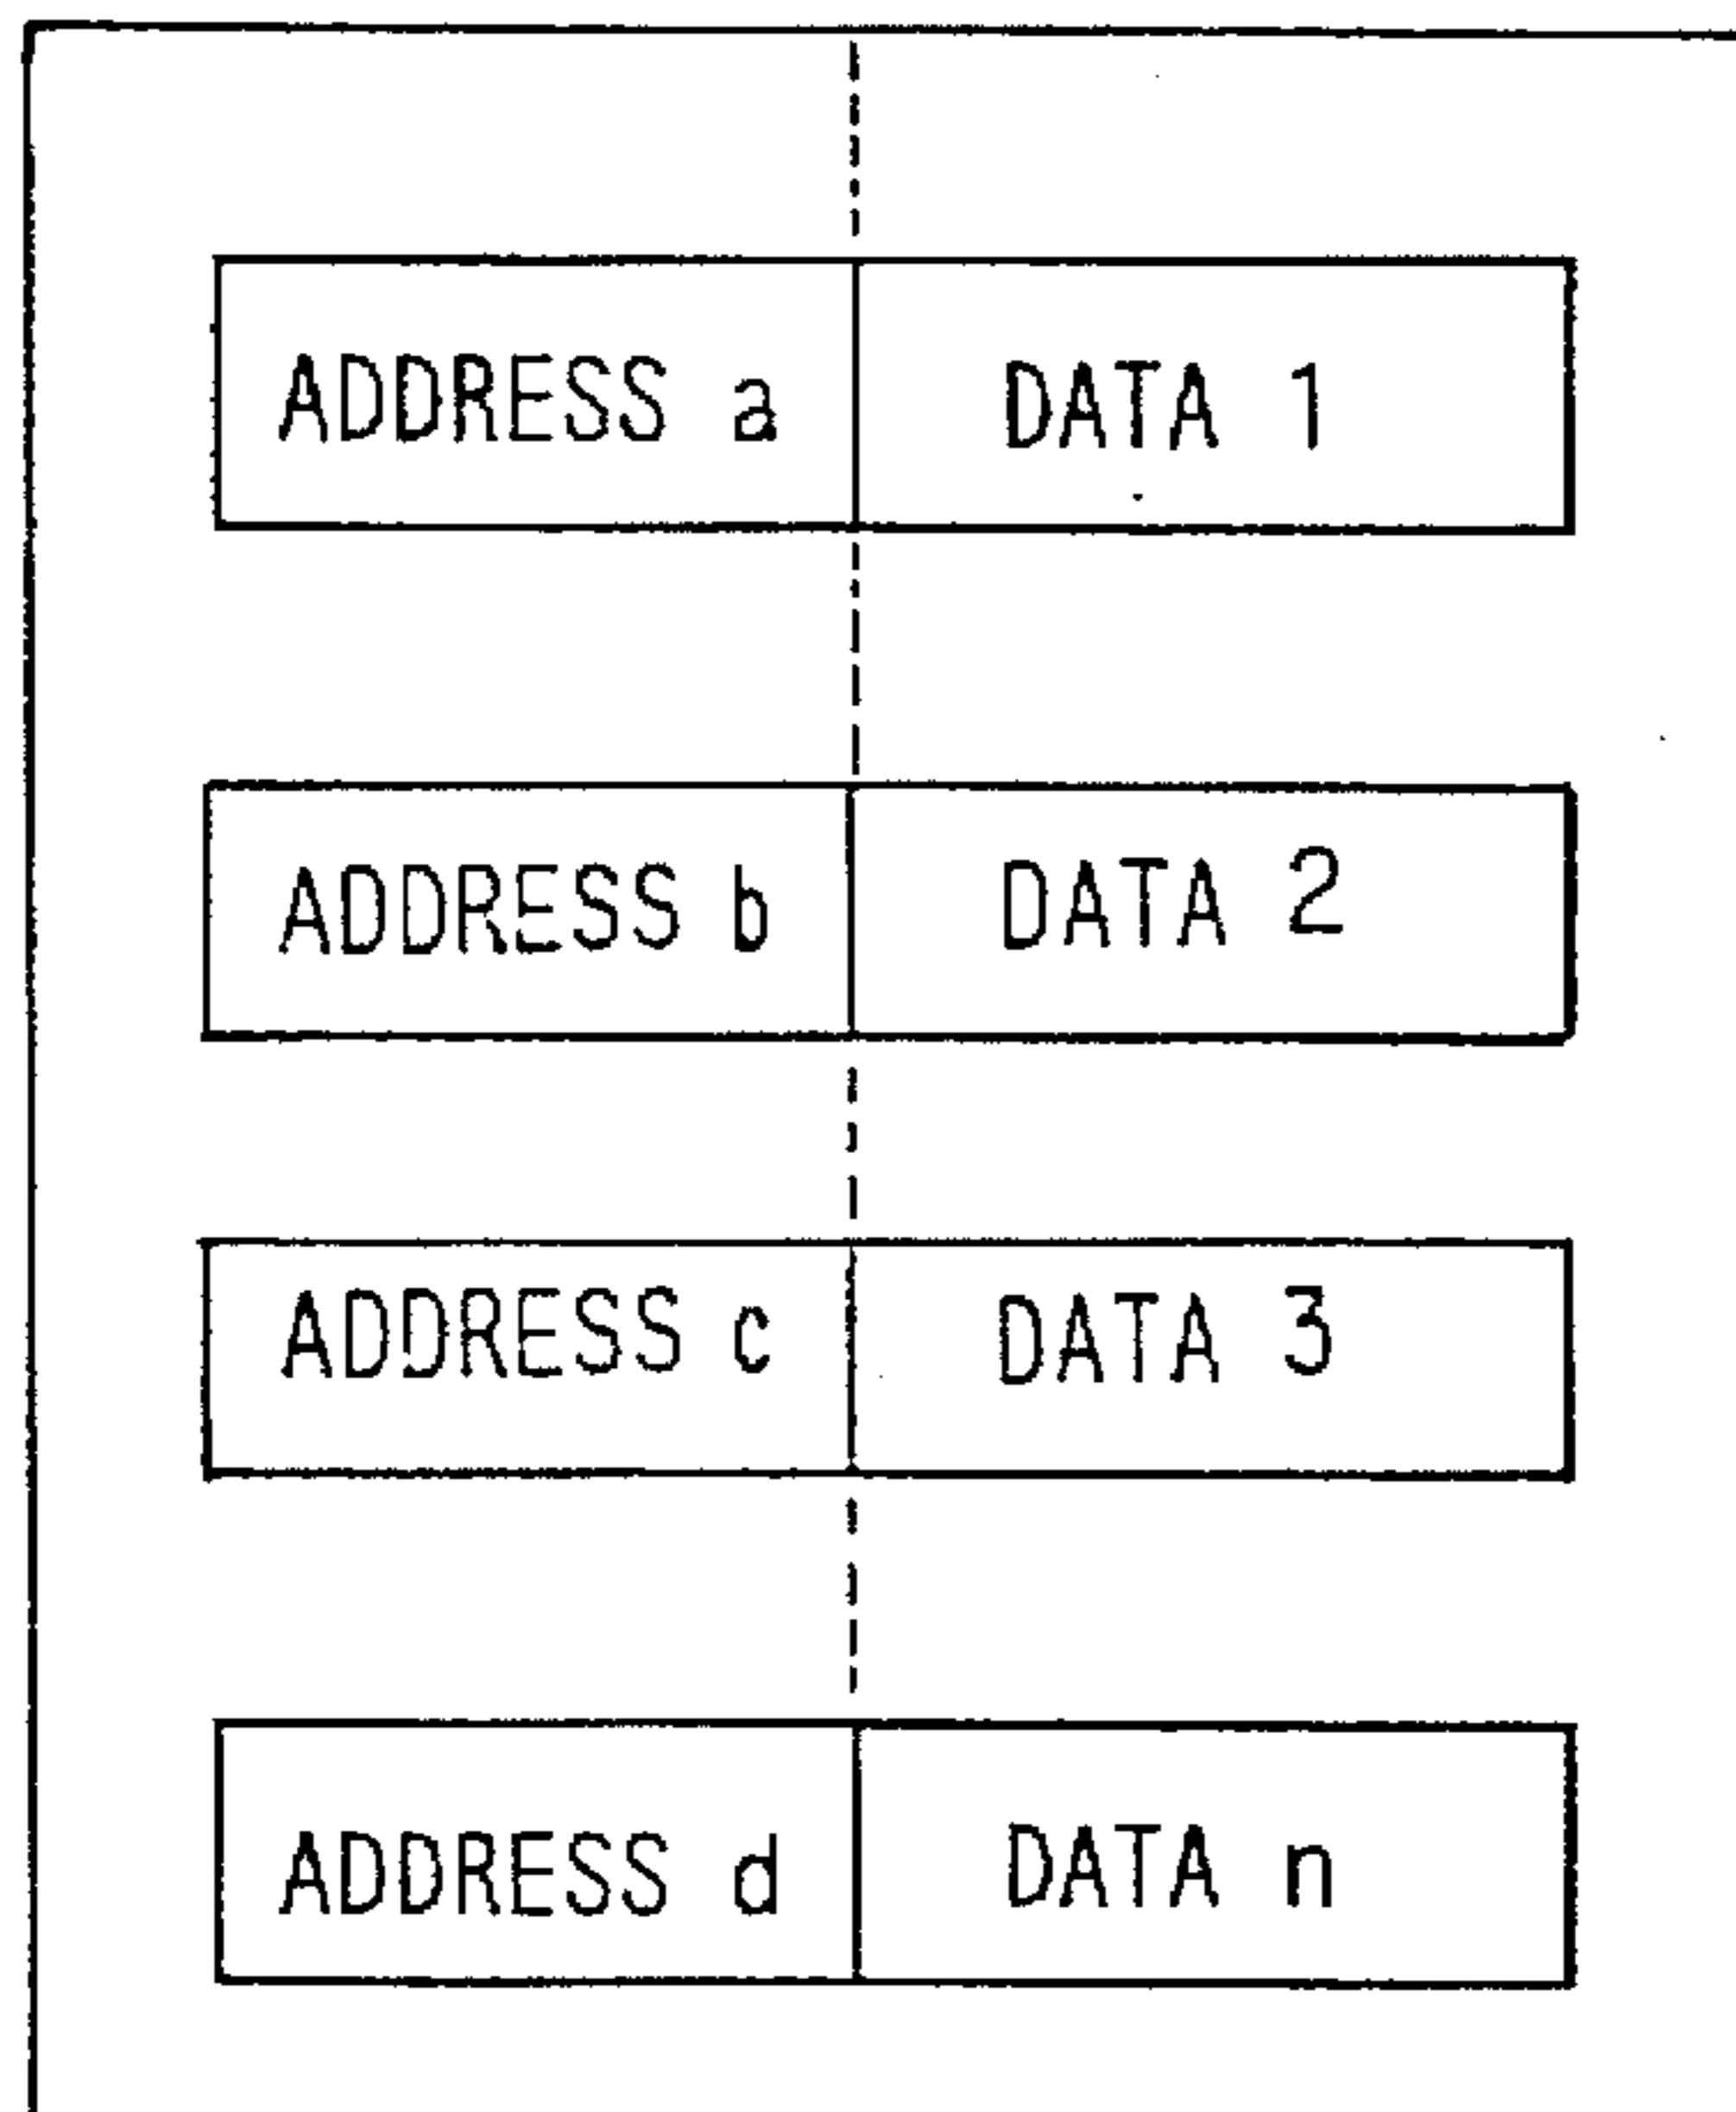 ADDRESS a DATA 1
ADDRESS b DATA 2
ADDRESS c DATA 3
ADDRESS d DATA n